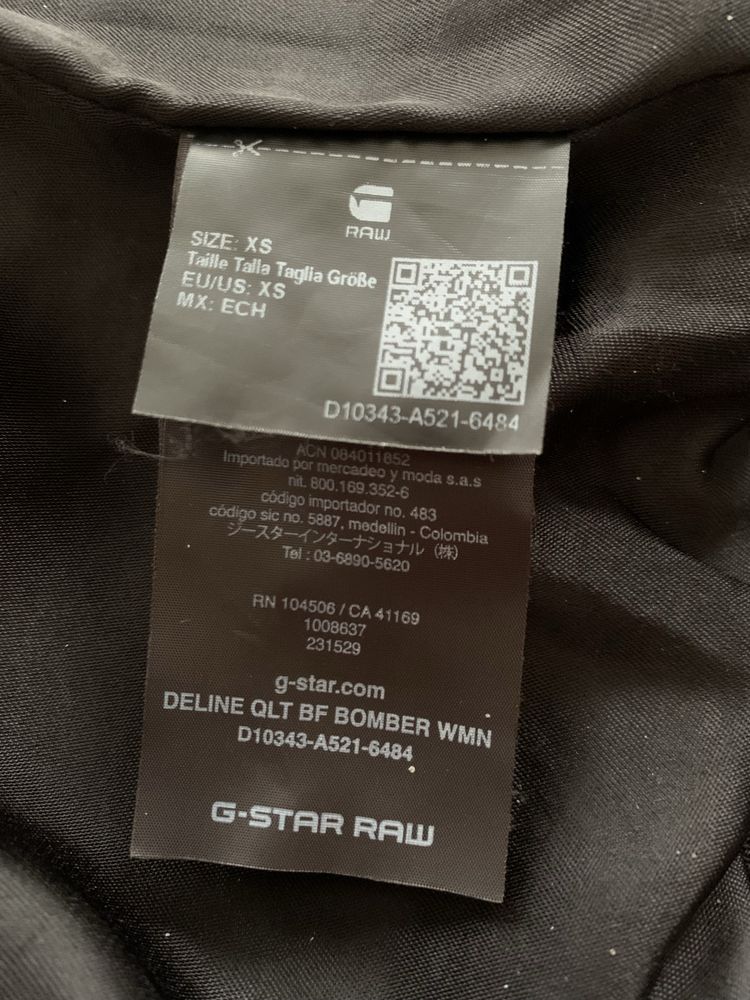 RAW
SIZE: XS
Taille Talla Taglia Größe
EU/US: XS
MX: ECH
D10343-A521-6484
ACN 084011852
Importado por mercadeo y moda s.a.s
nit. 800.169.352-6
código importador no. 483
código sic no. 5887, medellin - Colombia
ジースターインターナショナル (株)
Tel : 03-6890-5620
RN 104506 / CA 41169
1008637
231529
g-star.com
DELINE QLT BF BOMBER WMN
D10343-A521-6484
G-STAR RAW